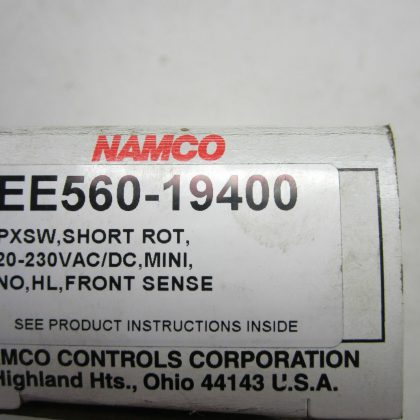 NAMCO
EE560-19400
PXSW,SHORT ROT,
20-230VAC/DC,MINI,
NO,HL,FRONT SENSE
SEE PRODUCT INSTRUCTIONS INSIDE
AMCO CONTROLS CORPORATION
Highland Hts., Ohio 44143 U.S.A.